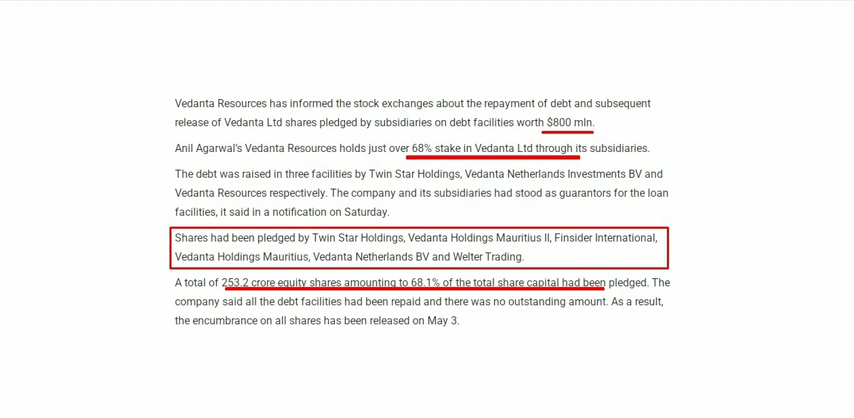 Vedanta Resources has informed the stock exchanges about the repayment of debt and subsequent
release of Vedanta Ltd shares pledged by subsidiaries on debt facilities worth $800 mln.
Anil Agarwal's Vedanta Resources holds just over 68% stake in Vedanta Ltd through its subsidiaries.
The debt was raised in three facilities by Twin Star Holdings, Vedanta Netherlands Investments BV and
Vedanta Resources respectively. The company and its subsidiaries had stood as guarantors for the loan
facilities, it said in a notification on Saturday.
Shares had been pledged by Twin Star Holdings, Vedanta Holdings Mauritius II, Finsider International,
Vedanta Holdings Mauritius, Vedanta Netherlands BV and Welter Trading.
A total of 253.2 crore equity shares amounting to 68.1% of the total share capital had been pledged. The
company said all the debt facilities had been repaid and there was no outstanding amount. As a result,
the encumbrance on all shares has been released on May 3.